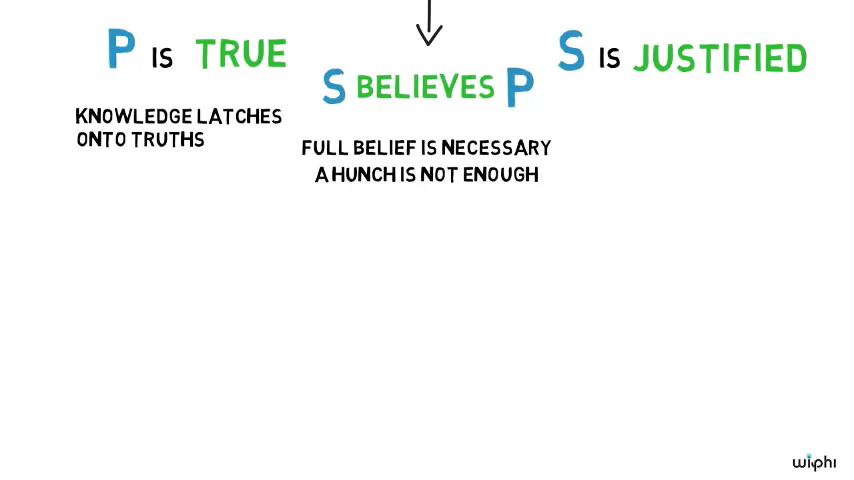 P IS TRUE
KNOWLEDGE LATCHES
ONTO TRUTHS
S BELIEVES P
FULL BELIEF IS NECESSARY
A HUNCH IS NOT ENOUGH
S IS JUSTIFIED
wiphi